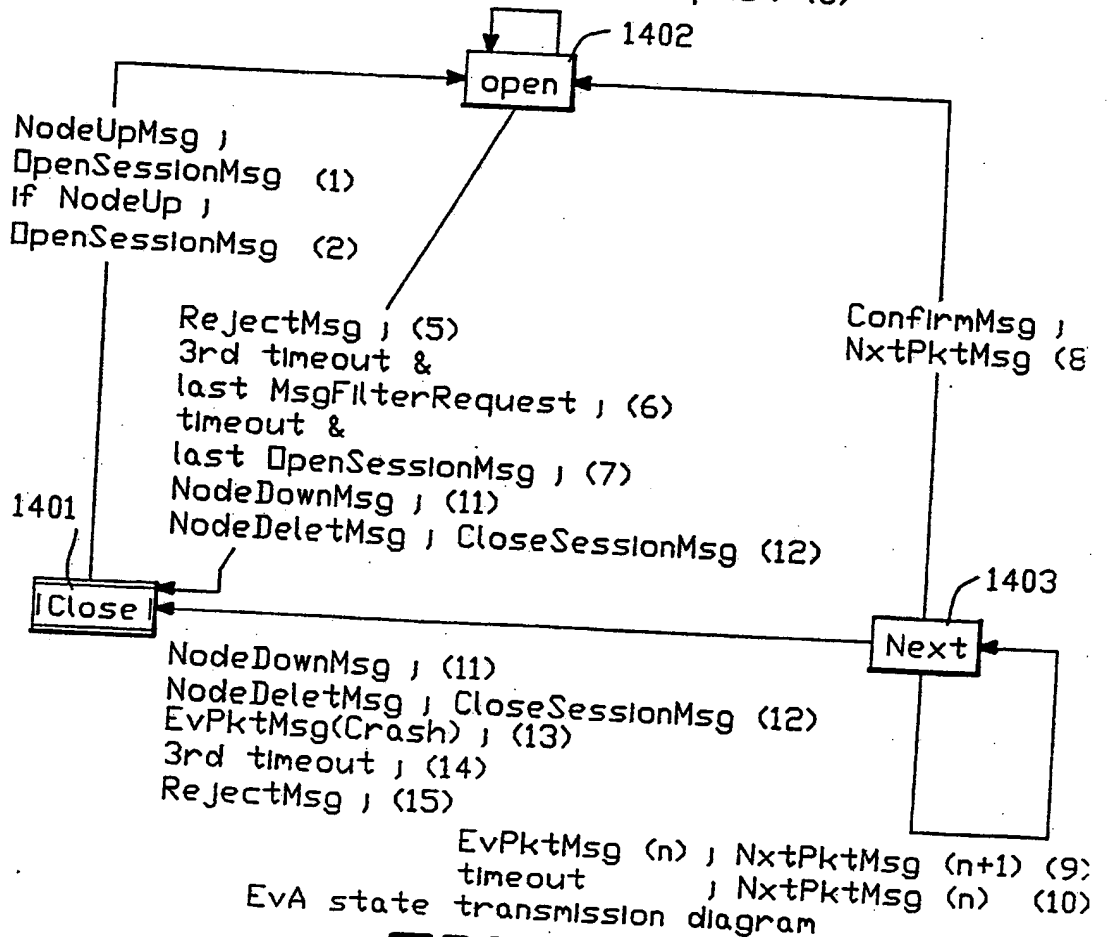 1402
open
NodeUpMsg ;
OpenSessionMsg (1)
If NodeUp ;
OpenSessionMsg (2)
RejectMsg ; (5)
3rd timeout &
last MsgFilterRequest ; (6)
timeout &
last OpenSessionMsg ; (7)
NodeDownMsg ; (11)
NodeDeletMsg ; CloseSessionMsg (12)
ConfirmMsg ;
NxtPktMsg (8
1401
Close
1403
Next
NodeDownMsg ; (11)
NodeDeletMsg ; CloseSessionMsg (12)
EvPktMsg(Crash) ; (13)
3rd timeout ; (14)
RejectMsg ; (15)
EvPktMsg (n) ; NxtPktMsg (n+1) (9)
timeout ; NxtPktMsg (n) (10)
EvA state transmission diagram